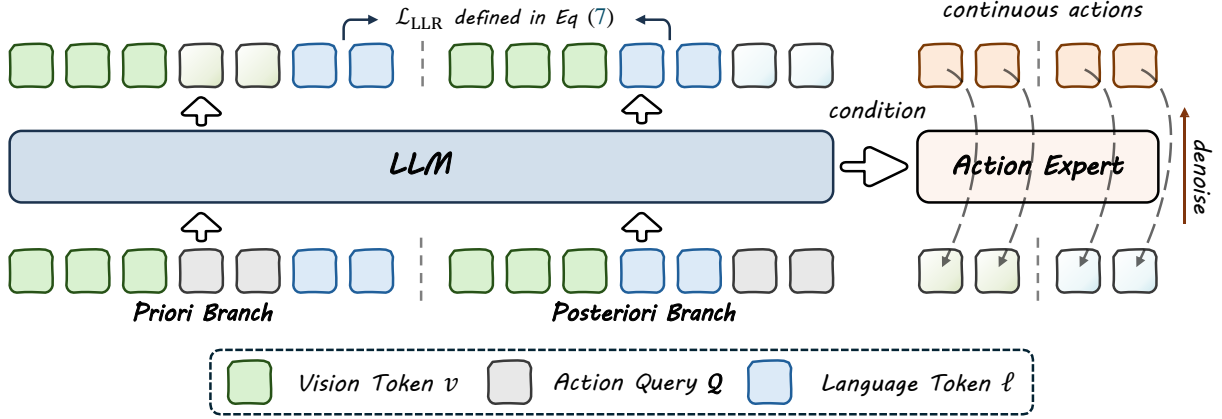 ℒ_LLR defined in Eq (7)
continuous actions
condition
LLM
Action Expert
denoise
Priori Branch
Posteriori Branch
Vision Token v
Action Query Q
Language Token ℓ